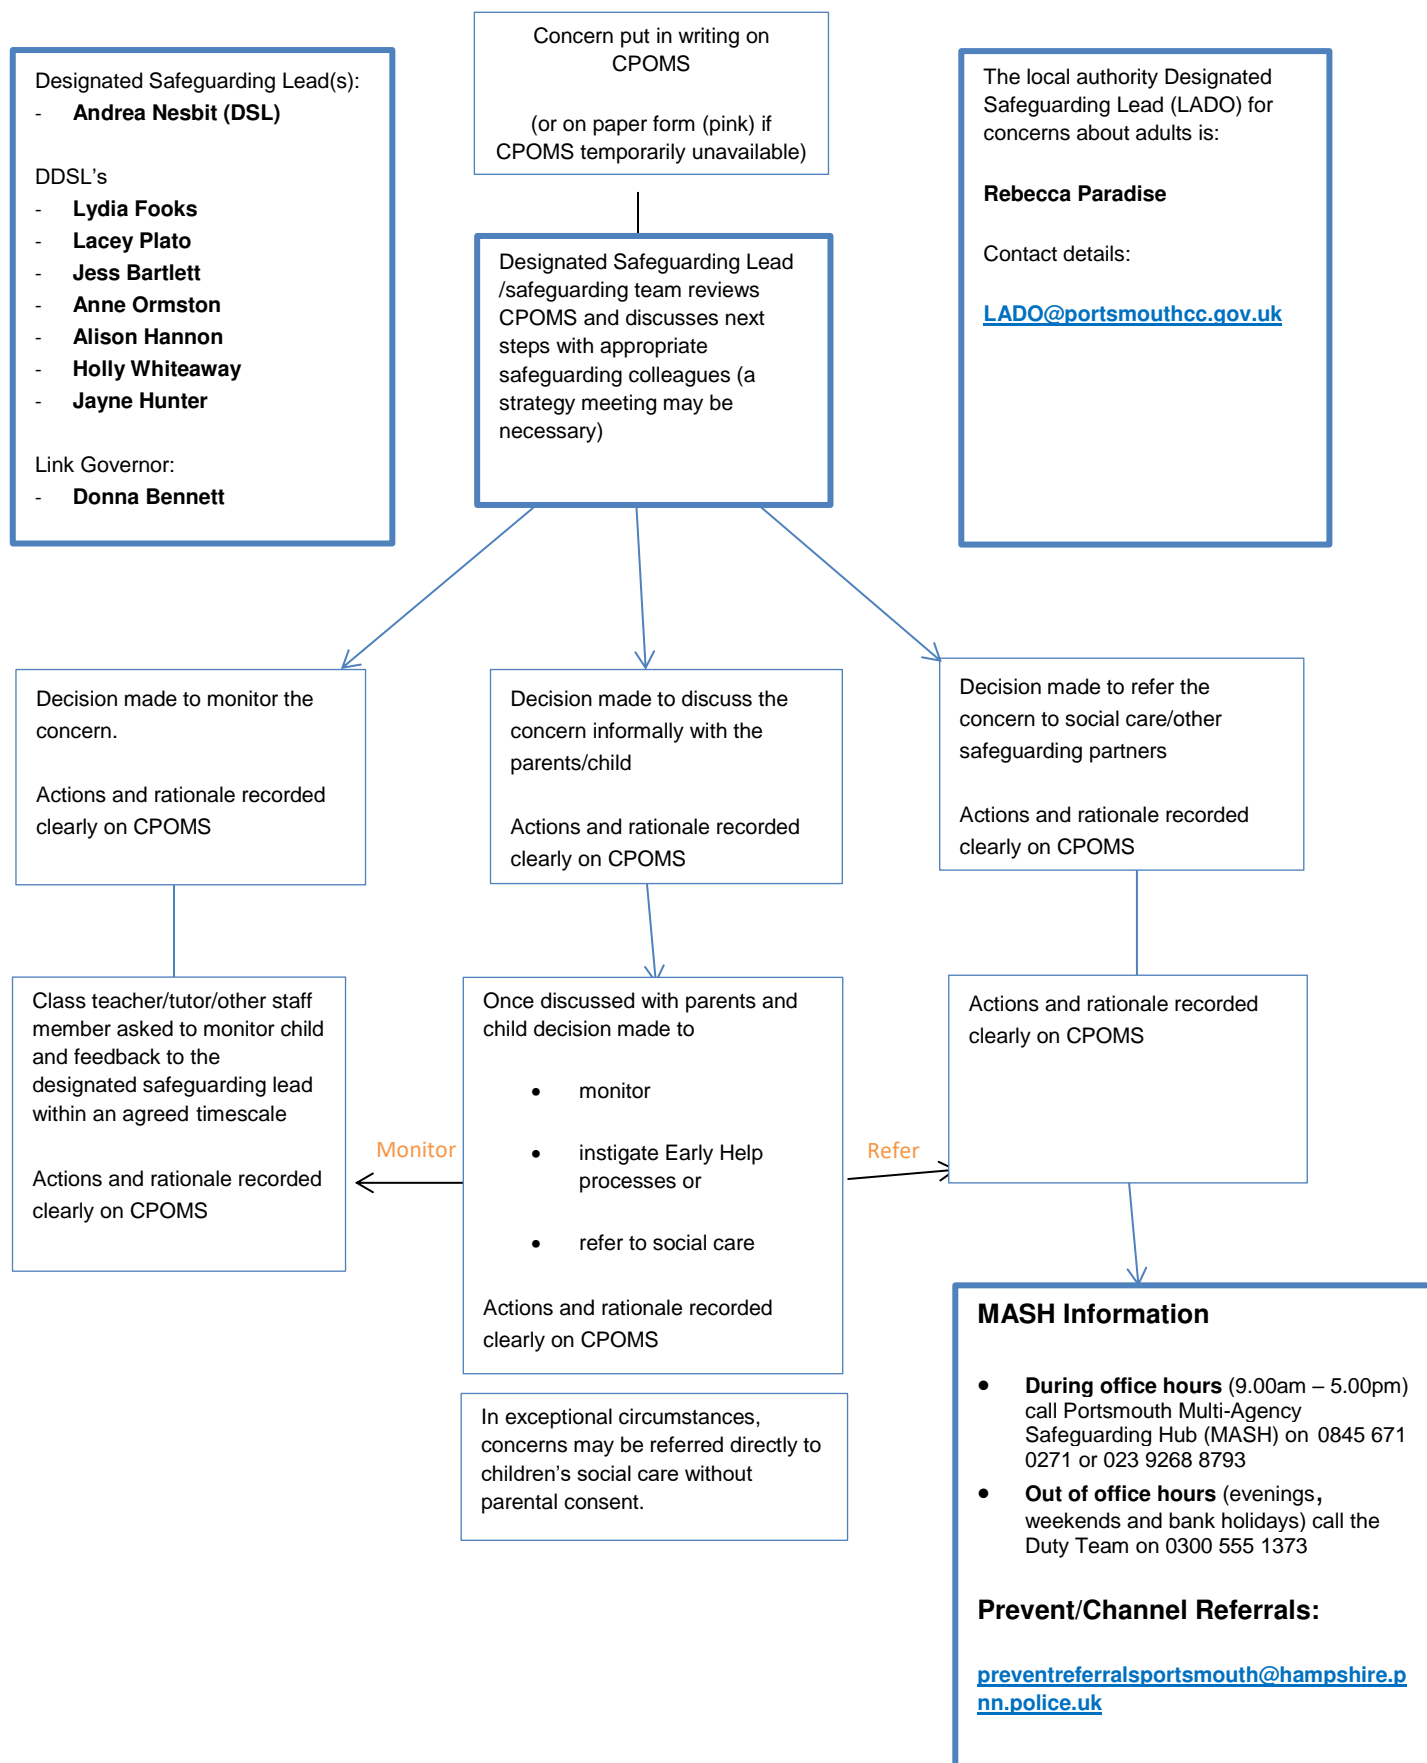 Concern put in writing on
CPOMS
(or on paper form (pink) if
CPOMS temporarily unavailable)
Designated Safeguarding Lead(s):
- Andrea Nesbit (DSL)
DDSL's
- Lydia Fooks
- Lacey Plato
- Jess Bartlett
- Anne Ormston
- Alison Hannon
- Holly Whiteaway
- Jayne Hunter
Link Governor:
- Donna Bennett
The local authority Designated
Safeguarding Lead (LADO) for
concerns about adults is:
Rebecca Paradise
Contact details:
LADO@portsmouthcc.gov.uk
Designated Safeguarding Lead
/safeguarding team reviews
CPOMS and discusses next
steps with appropriate
safeguarding colleagues (a
strategy meeting may be
necessary)
Decision made to monitor the
concern.
Actions and rationale recorded
clearly on CPOMS
Decision made to discuss the
concern informally with the
parents/child
Actions and rationale recorded
clearly on CPOMS
Decision made to refer the
concern to social care/other
safeguarding partners
Actions and rationale recorded
clearly on CPOMS
Class teacher/tutor/other staff
member asked to monitor child
and feedback to the
designated safeguarding lead
within an agreed timescale
Actions and rationale recorded
clearly on CPOMS
Monitor
Once discussed with parents and
child decision made to
• monitor
• instigate Early Help
processes or
• refer to social care
Actions and rationale recorded
clearly on CPOMS
Refer
Actions and rationale recorded
clearly on CPOMS
In exceptional circumstances,
concerns may be referred directly to
children's social care without
parental consent.
MASH Information
• During office hours (9.00am – 5.00pm)
call Portsmouth Multi-Agency
Safeguarding Hub (MASH) on 0845 671
0271 or 023 9268 8793
• Out of office hours (evenings,
weekends and bank holidays) call the
Duty Team on 0300 555 1373
Prevent/Channel Referrals:
preventreferralsportsmouth@hampshire.p
nn.police.uk